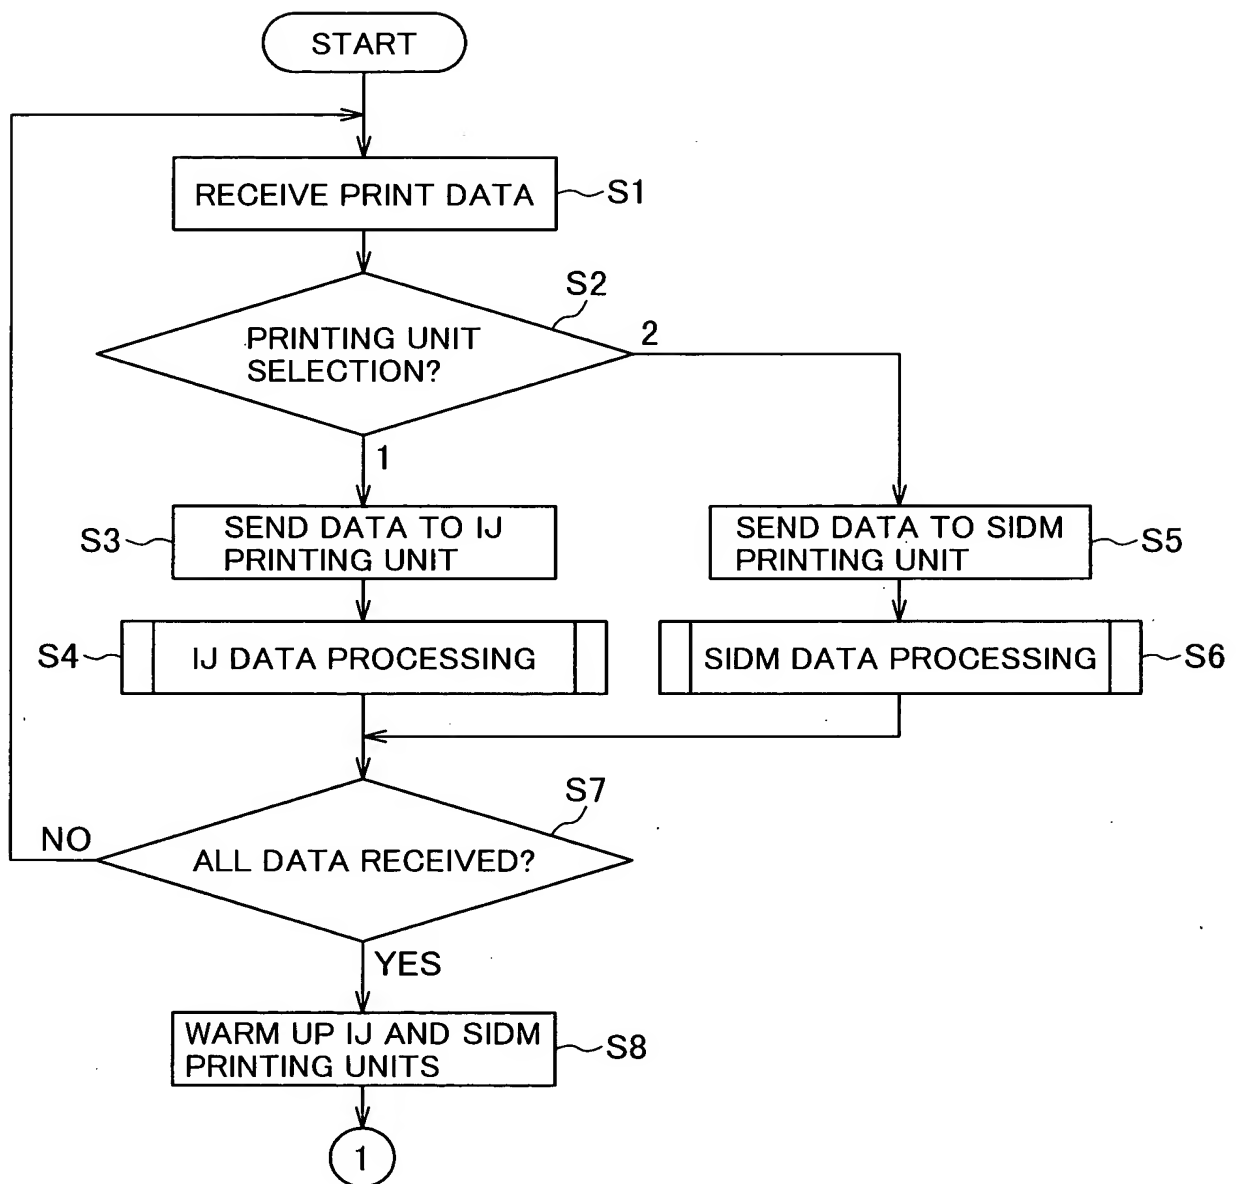 START
RECEIVE PRINT DATA
S1
S2
PRINTING UNIT
SELECTION?
2
1
S3
SEND DATA TO IJ
PRINTING UNIT
SEND DATA TO SIDM
PRINTING UNIT
S5
S4
IJ DATA PROCESSING
SIDM DATA PROCESSING
S6
S7
NO
ALL DATA RECEIVED?
YES
WARM UP IJ AND SIDM
PRINTING UNITS
S8
1